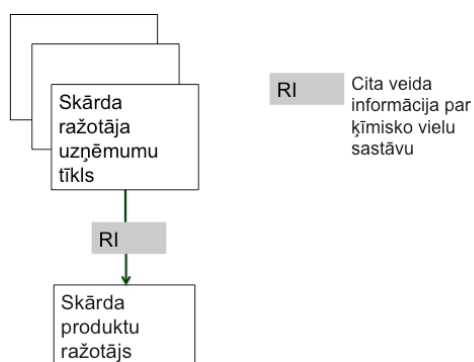 Skārda
ražotāja
uzņēmumu
tīkls
RI
Skārda
produktu
ražotājs
RI
Cita veida
informācija par
ķīmisko vielu
sastāvu